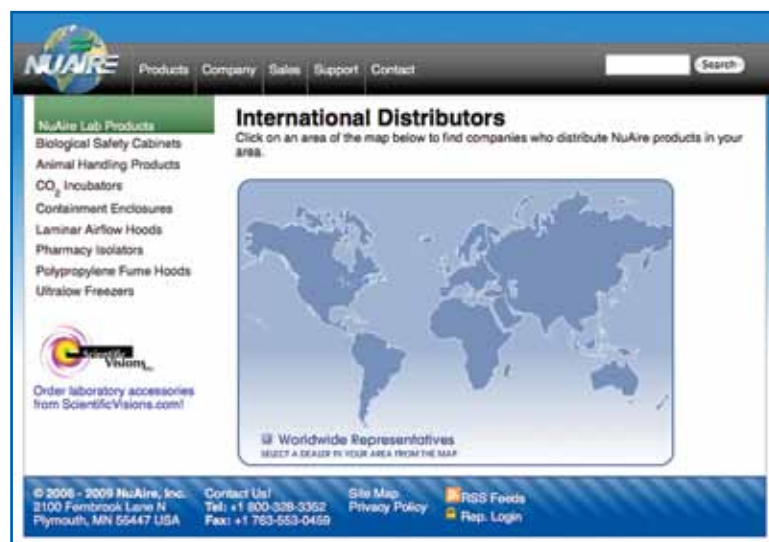 NUAIRE
Products Company Sales Support Contact
Search
NuAire Lab Products
Biological Safety Cabinets
Animal Handling Products
CO2 Incubators
Containment Enclosures
Laminar Airflow Hoods
Pharmacy Isolators
Polypropylene Fume Hoods
Ultralow Freezers
Scientific
Visions
Order laboratory accessories
from ScientificVisions.com!
International Distributors
Click on an area of the map below to find companies who distribute NuAire products in your
area.
Worldwide Representatives
SELECT A DEALER IN YOUR AREA FROM THE MAP
© 2006 - 2009 NuAire, Inc.
2100 Fernbrook Lane N
Plymouth, MN 55447 USA
Contact Us!
Tel: +1 800-328-3352
Fax: +1 763-553-0459
Site Map
Privacy Policy
RSS Feeds
Rep. Login